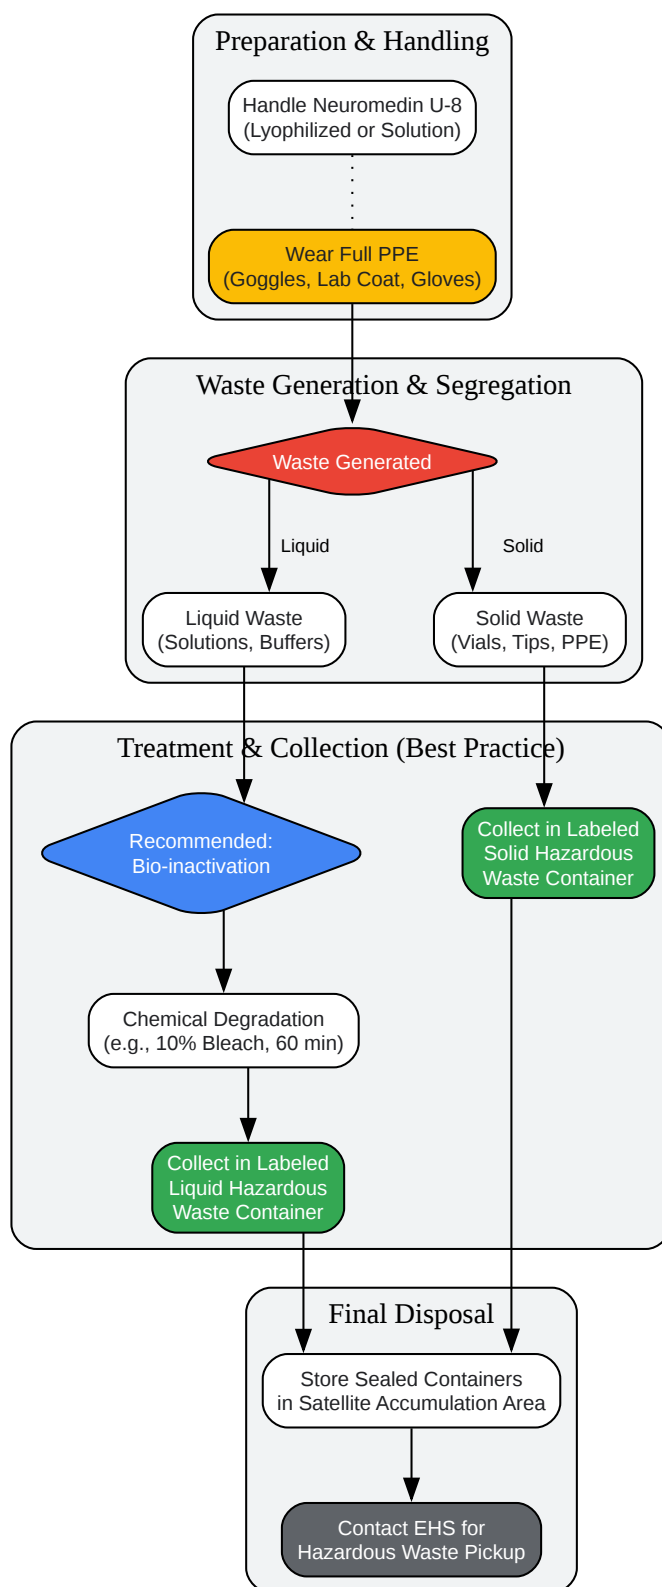 Preparation & Handling
Handle Neuromedin U-8
(Lyophilized or Solution)
Wear Full PPE
(Goggles, Lab Coat, Gloves)
Waste Generation & Segregation
Waste Generated
Liquid
Solid
Liquid Waste
(Solutions, Buffers)
Solid Waste
(Vials, Tips, PPE)
Treatment & Collection (Best Practice)
Recommended:
Bio-inactivation
Collect in Labeled
Solid Hazardous
Waste Container
Chemical Degradation
(e.g., 10% Bleach, 60 min)
Collect in Labeled
Liquid Hazardous
Waste Container
Final Disposal
Store Sealed Containers
in Satellite Accumulation Area
Contact EHS for
Hazardous Waste Pickup